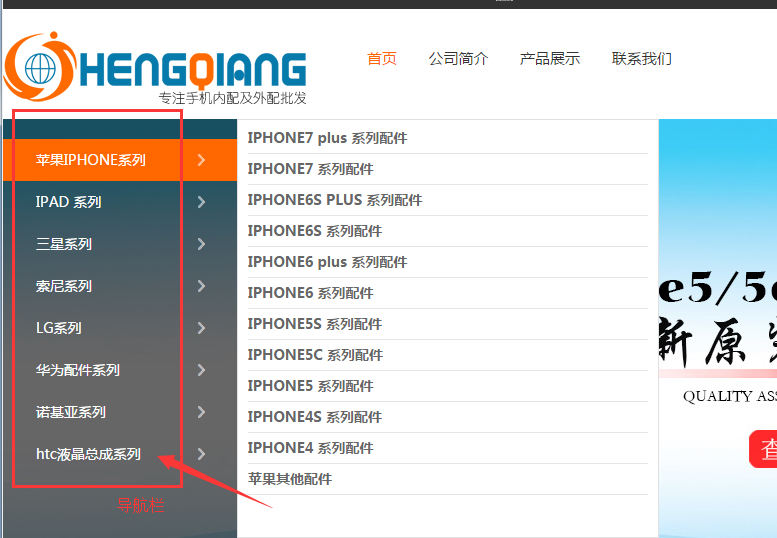 HENGQIANG
专注手机内配及外配批发
首页 公司简介 产品展示 联系我们
苹果IPHONE系列
IPAD 系列
三星系列
索尼系列
LG系列
华为配件系列
诺基亚系列
htc液晶总成系列
导航栏
IPHONE7 plus 系列配件
IPHONE7 系列配件
IPHONE6S PLUS 系列配件
IPHONE6S 系列配件
IPHONE6 plus 系列配件
IPHONE6 系列配件
IPHONE5S 系列配件
IPHONE5C 系列配件
IPHONE5 系列配件
IPHONE4S 系列配件
IPHONE4 系列配件
苹果其他配件
e5/5c
新原
QUALITY ASS
查